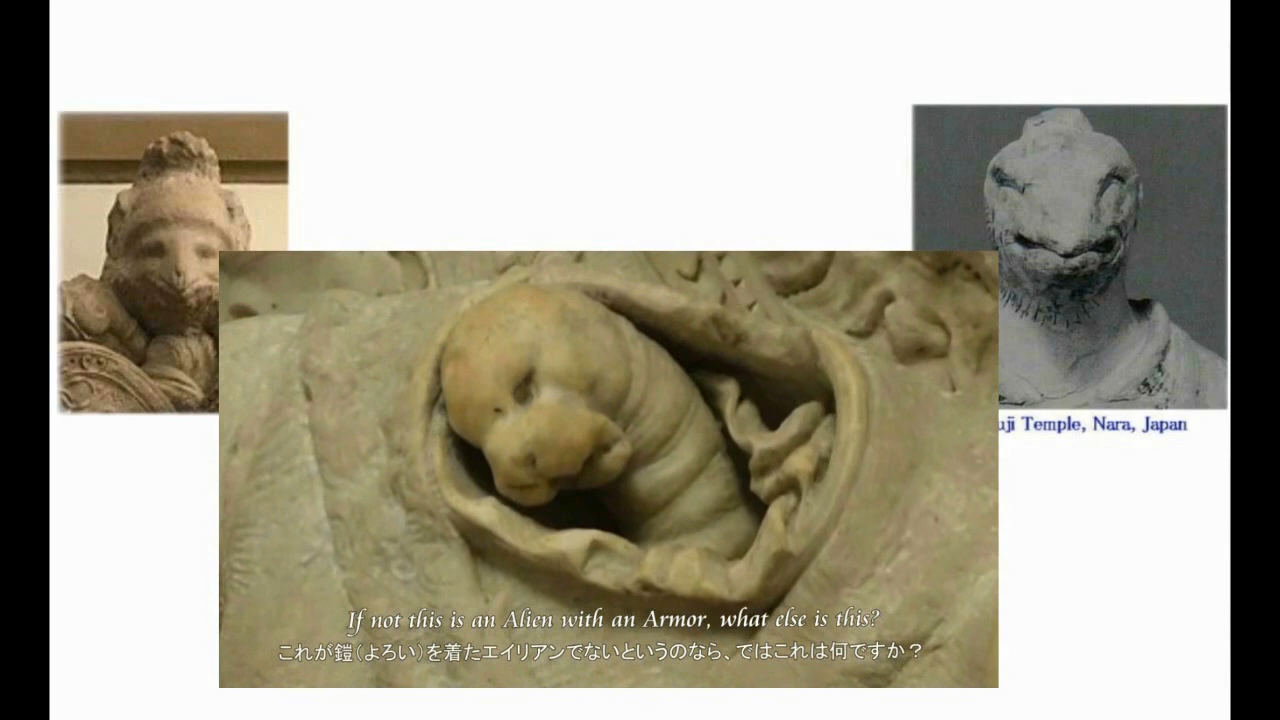 uji Temple, Nara, Japan
If not this is an Alien with an Armor, what else is this?
これが鎧(よろい)を着たエイリアンでないというのなら、ではこれは何ですか？